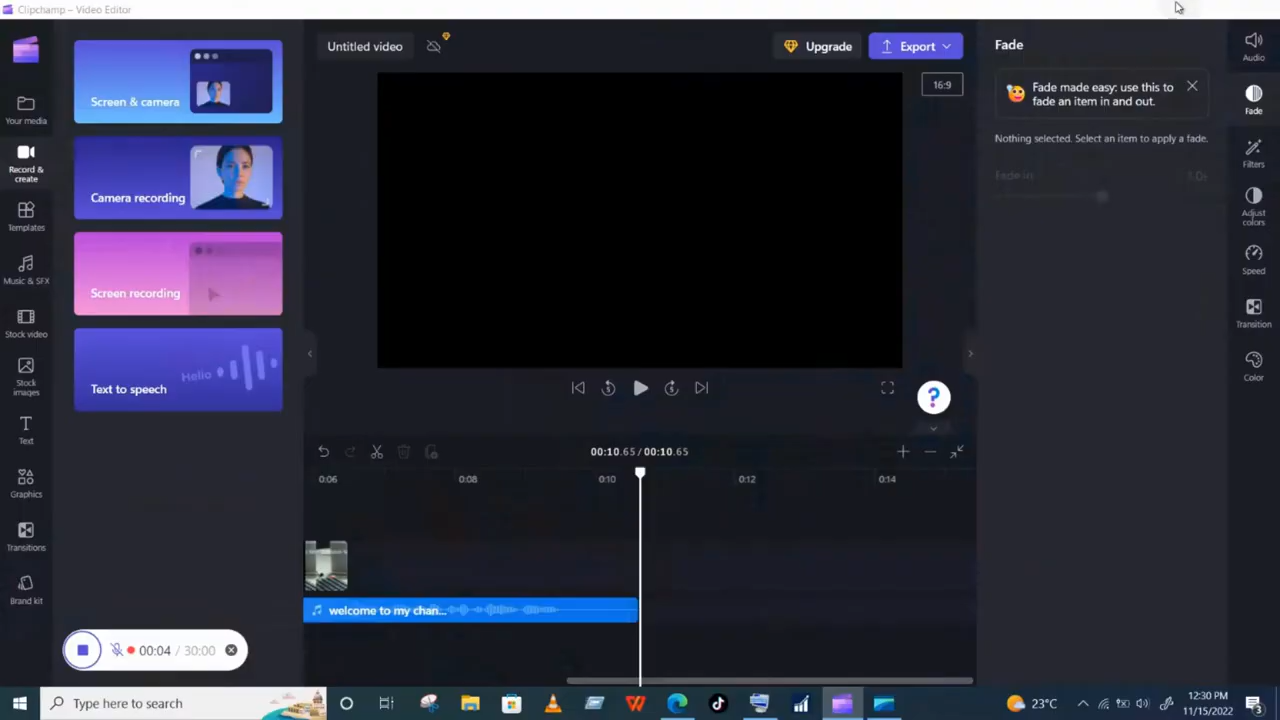 Clipchamp – Video Editor
Your media
Record &
create
Templates
Music & SFX
Stock video
Stock
images
Text
Graphics
Transitions
Brand kit
Screen & camera
Camera recording
Screen recording
Text to speech
Hello
00:04 / 30:00
Untitled video
Upgrade
Export
16:9
?
00:10.65 / 00:10.65
0:06
0:08
0:10
0:12
0:14
welcome to my chan...
Fade
Fade made easy: use this to
fade an item in and out.
Nothing selected. Select an item to apply a fade.
Fade in
Audio
Fade
Filters
Adjust
colors
Speed
Transition
Color
Type here to search
23°C
12:30 PM
11/15/2022
3